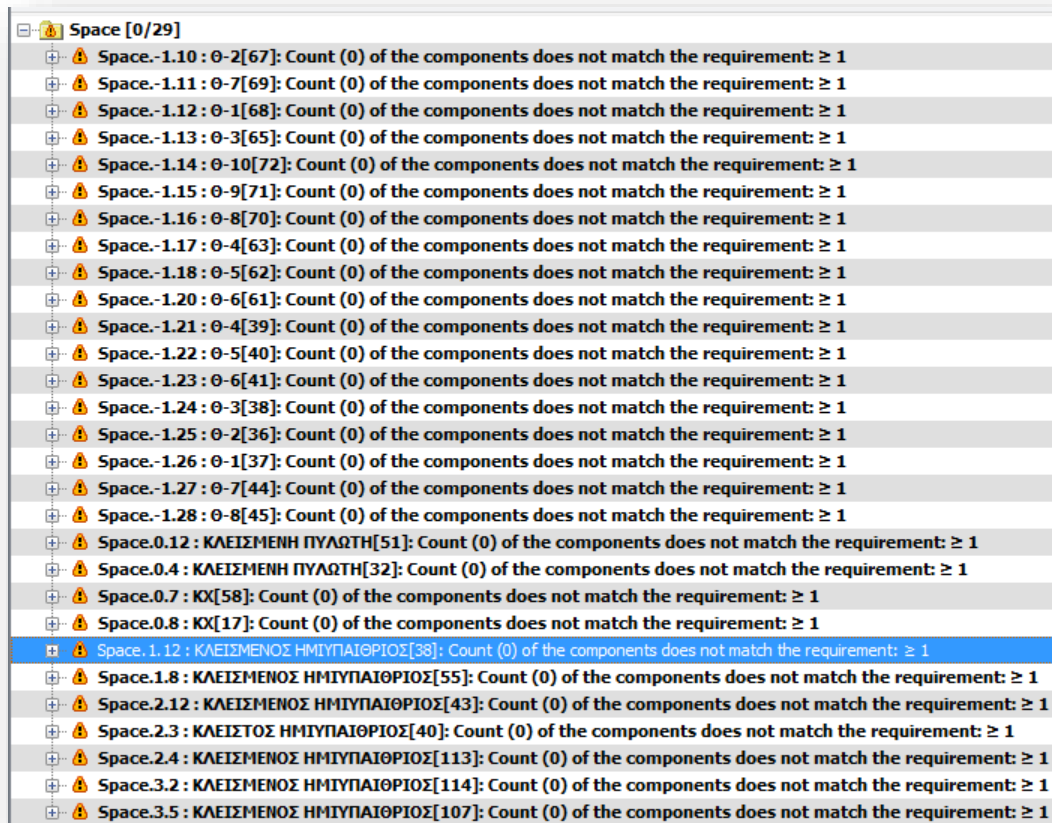 Space [0/29]
Space.-1.10 : Θ-2[67]: Count (0) of the components does not match the requirement: ≥ 1
Space.-1.11 : Θ-7[69]: Count (0) of the components does not match the requirement: ≥ 1
Space.-1.12 : Θ-1[68]: Count (0) of the components does not match the requirement: ≥ 1
Space.-1.13 : Θ-3[65]: Count (0) of the components does not match the requirement: ≥ 1
Space.-1.14 : Θ-10[72]: Count (0) of the components does not match the requirement: ≥ 1
Space.-1.15 : Θ-9[71]: Count (0) of the components does not match the requirement: ≥ 1
Space.-1.16 : Θ-8[70]: Count (0) of the components does not match the requirement: ≥ 1
Space.-1.17 : Θ-4[63]: Count (0) of the components does not match the requirement: ≥ 1
Space.-1.18 : Θ-5[62]: Count (0) of the components does not match the requirement: ≥ 1
Space.-1.20 : Θ-6[61]: Count (0) of the components does not match the requirement: ≥ 1
Space.-1.21 : Θ-4[39]: Count (0) of the components does not match the requirement: ≥ 1
Space.-1.22 : Θ-5[40]: Count (0) of the components does not match the requirement: ≥ 1
Space.-1.23 : Θ-6[41]: Count (0) of the components does not match the requirement: ≥ 1
Space.-1.24 : Θ-3[38]: Count (0) of the components does not match the requirement: ≥ 1
Space.-1.25 : Θ-2[36]: Count (0) of the components does not match the requirement: ≥ 1
Space.-1.26 : Θ-1[37]: Count (0) of the components does not match the requirement: ≥ 1
Space.-1.27 : Θ-7[44]: Count (0) of the components does not match the requirement: ≥ 1
Space.-1.28 : Θ-8[45]: Count (0) of the components does not match the requirement: ≥ 1
Space.0.12 : ΚΛΕΙΣΜΕΝΗ ΠΥΛΩΤΗ[51]: Count (0) of the components does not match the requirement: ≥ 1
Space.0.4 : ΚΛΕΙΣΜΕΝΗ ΠΥΛΩΤΗ[32]: Count (0) of the components does not match the requirement: ≥ 1
Space.0.7 : ΚΧ[58]: Count (0) of the components does not match the requirement: ≥ 1
Space.0.8 : ΚΧ[17]: Count (0) of the components does not match the requirement: ≥ 1
Space.1.12 : ΚΛΕΙΣΜΕΝΟΣ ΗΜΙΥΠΑΙΘΡΙΟΣ[38]: Count (0) of the components does not match the requirement: ≥ 1
Space.1.8 : ΚΛΕΙΣΜΕΝΟΣ ΗΜΙΥΠΑΙΘΡΙΟΣ[55]: Count (0) of the components does not match the requirement: ≥ 1
Space.2.12 : ΚΛΕΙΣΜΕΝΟΣ ΗΜΙΥΠΑΙΘΡΙΟΣ[43]: Count (0) of the components does not match the requirement: ≥ 1
Space.2.3 : ΚΛΕΙΣΤΟΣ ΗΜΙΥΠΑΙΘΡΙΟΣ[40]: Count (0) of the components does not match the requirement: ≥ 1
Space.2.4 : ΚΛΕΙΣΜΕΝΟΣ ΗΜΙΥΠΑΙΘΡΙΟΣ[113]: Count (0) of the components does not match the requirement: ≥ 1
Space.3.2 : ΚΛΕΙΣΜΕΝΟΣ ΗΜΙΥΠΑΙΘΡΙΟΣ[114]: Count (0) of the components does not match the requirement: ≥ 1
Space.3.5 : ΚΛΕΙΣΜΕΝΟΣ ΗΜΙΥΠΑΙΘΡΙΟΣ[107]: Count (0) of the components does not match the requirement: ≥ 1